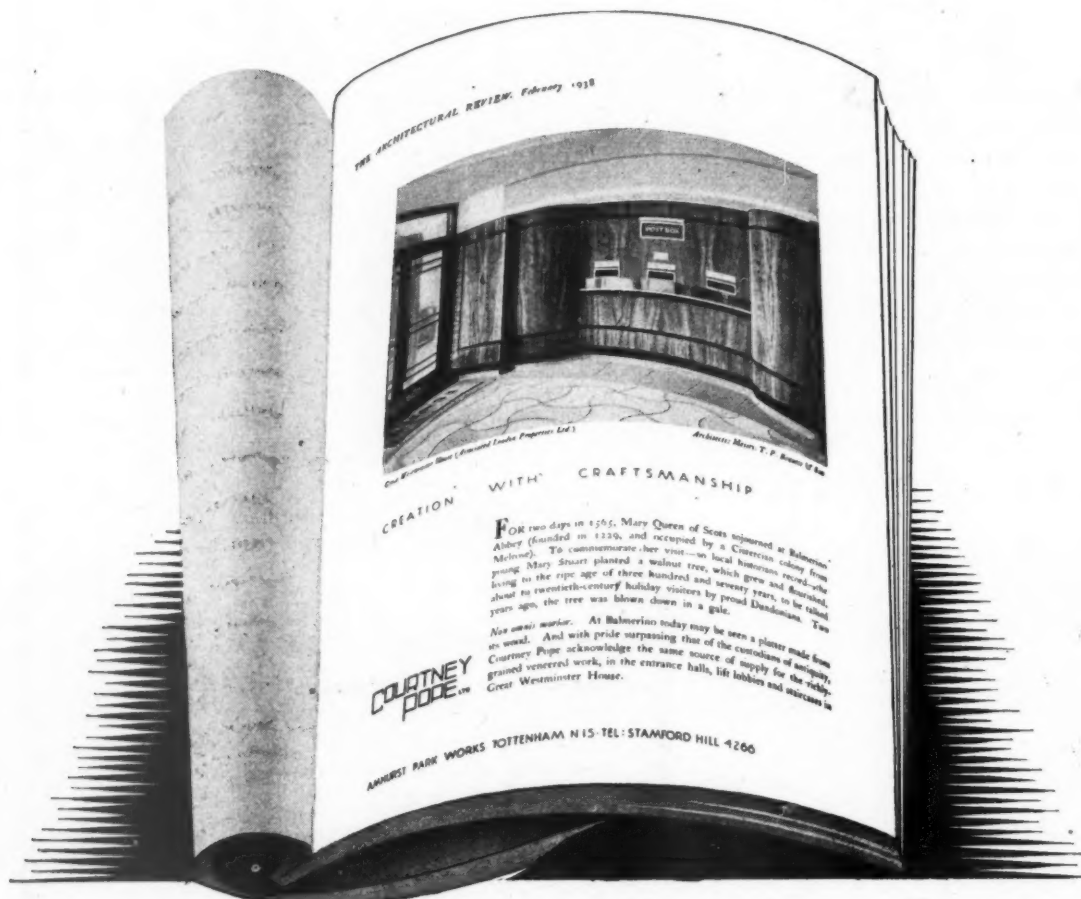 THE ARCHITECTURAL REVIEW, February 1938
POST BOX
Great Westminster House (Associated London Properties Ltd.)
Architects: Messrs. T. P. Bennett & Son
CREATION WITH CRAFTSMANSHIP
FOR two days in 1565, Mary Queen of Scots sojourned at Balmerino
Abbey (founded in 1229, and occupied by a Cistercian colony from
Melrose). To commemorate her visit—so local historians record—the
young Mary Stuart planted a walnut tree, which grew and flourished,
living to the ripe age of three hundred and seventy years, to be talked
about to twentieth-century holiday visitors by proud Dundonians. Two
years ago, the tree was blown down in a gale.
Non omnis moriar. At Balmerino today may be seen a platter made from
its wood. And with pride surpassing that of the custodians of antiquity,
Courtney Pope acknowledge the same source of supply for the richly-
grained veneered work, in the entrance halls, lift lobbies and staircases in
Great Westminster House.
COURTNEY
POPE LTD
AMHURST PARK WORKS TOTTENHAM N15·TEL: STAMFORD HILL 4266